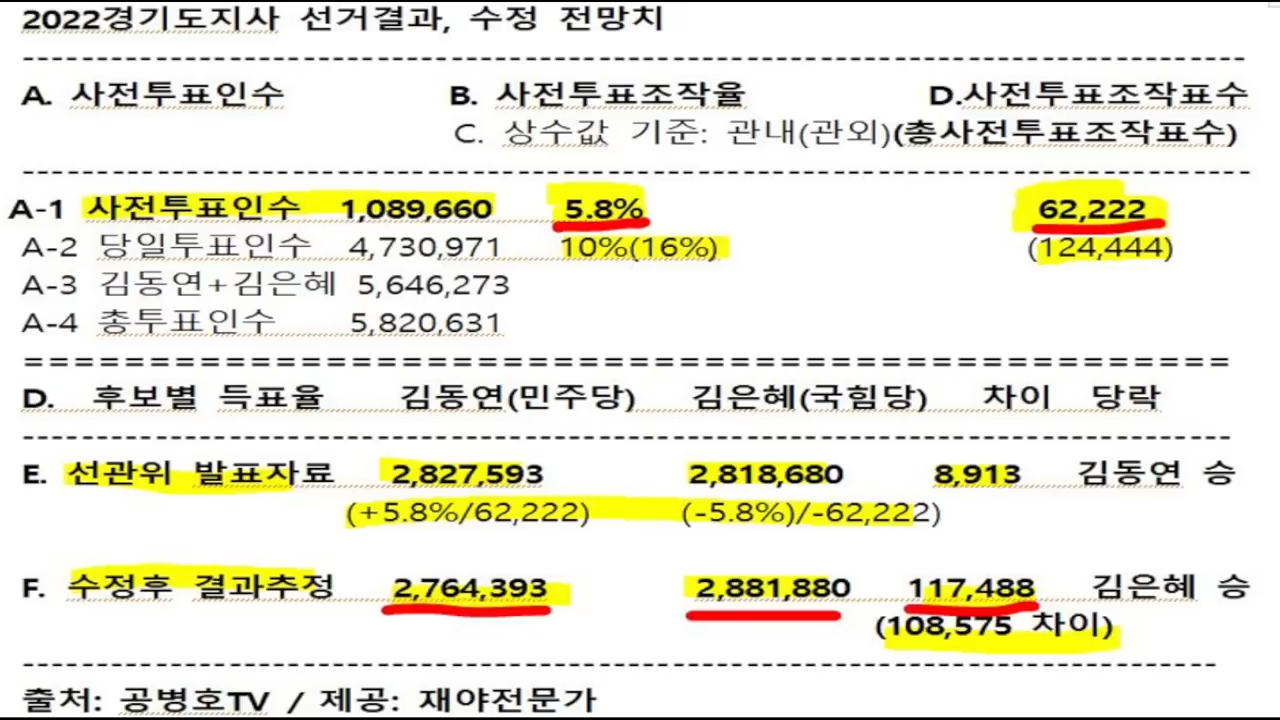 2022경기도지사 선거결과, 수정 전망치
A. 사전투표인수 B. 사전투표조작율 D.사전투표조작표수
C. 상수값 기준: 관내(관외)(총사전투표조작표수)
A-1 사전투표인수 1,089,660 5.8% 62,222
A-2 당일투표인수 4,730,971 10%(16%) (124,444)
A-3 김동연+김은혜 5,646,273
A-4 총투표인수 5,820,631
D. 후보별 득표율 김동연(민주당) 김은혜(국힘당) 차이 당락
E. 선관위 발표자료 2,827,593 2,818,680 8,913 김동연 승
(+5.8%/62,222) (-5.8%)/-62,222)
F. 수정후 결과추정 2,764,393 2,881,880 117,488 김은혜 승
(108,575 차이)
출처: 공병호TV / 제공: 재야전문가